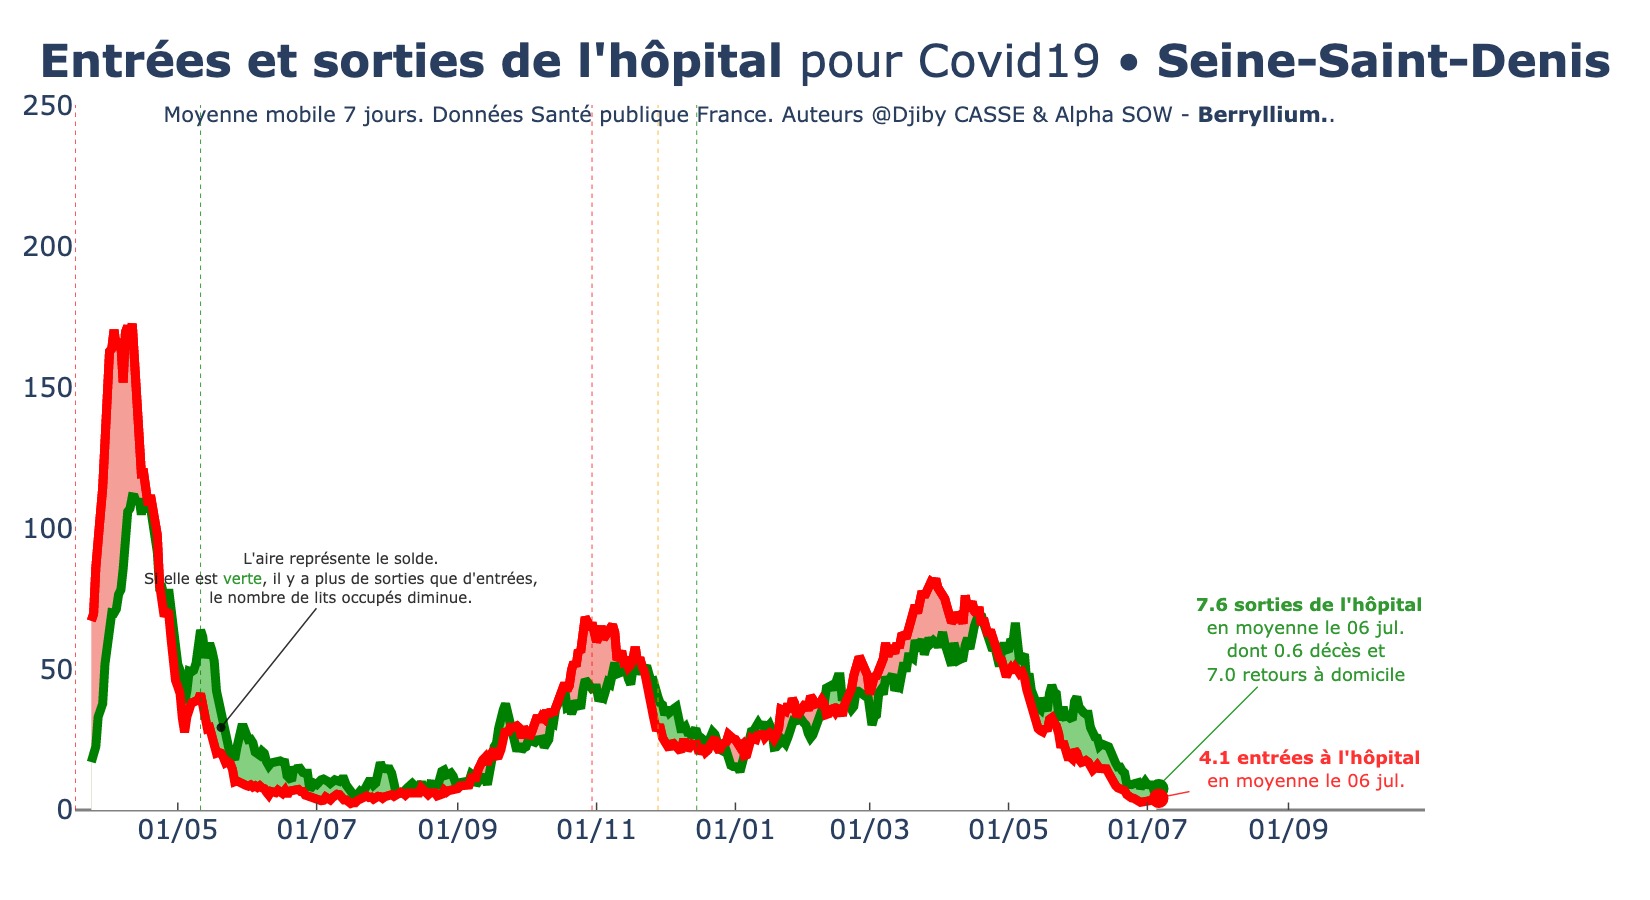 Entrées et sorties de l'hôpital pour Covid19 • Seine-Saint-Denis
Moyenne mobile 7 jours. Données Santé publique France. Auteurs @Djiby CASSE & Alpha SOW - Berryllium..
250
200
150
100
50
0
L'aire représente le solde.
Si elle est verte, il y a plus de sorties que d'entrées,
le nombre de lits occupés diminue.
7.6 sorties de l'hôpital
en moyenne le 06 jul.
dont 0.6 décès et
7.0 retours à domicile
4.1 entrées à l'hôpital
en moyenne le 06 jul.
01/05 01/07 01/09 01/11 01/01 01/03 01/05 01/07 01/09